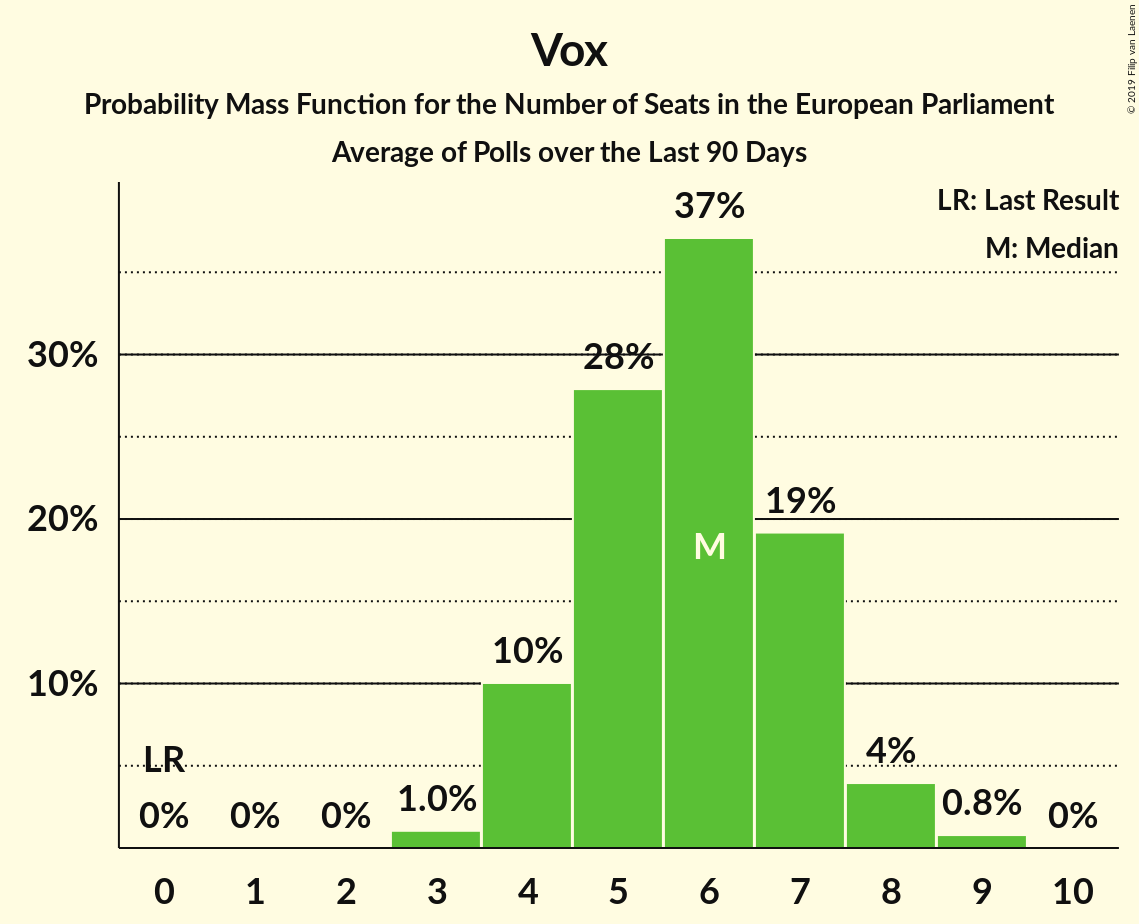 Vox
Probability Mass Function for the Number of Seats in the European Parliament
Average of Polls over the Last 90 Days
© 2019 Filip van Laenen
LR: Last Result
M: Median
37%
30%
28%
20%
19%
M
10%
10%
LR
4%
0%
0%
0%
1.0%
0.8%
0%
0 1 2 3 4 5 6 7 8 9 10